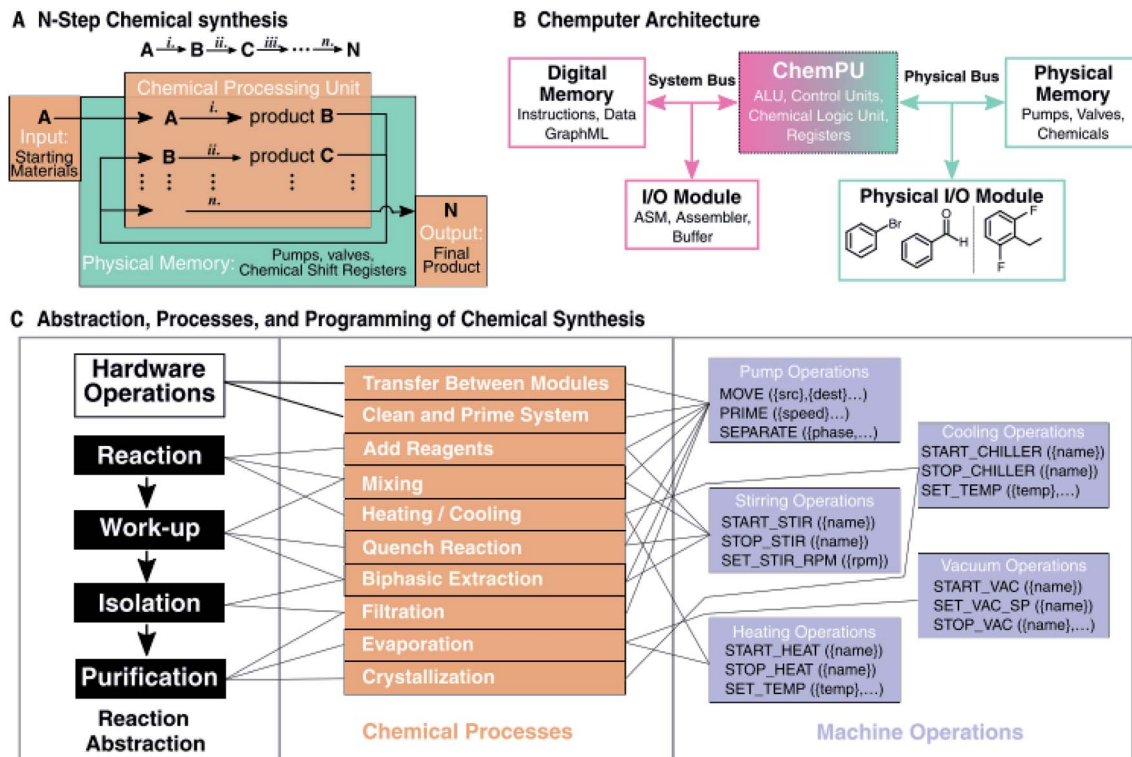 A N-Step Chemical synthesis
A i. B ii. C iii. ··· n. N
Chemical Processing Unit
A
Input:
Starting
Materials
A i. product B
B ii. product C
⋮ ⋮ ⋮ ⋮
n.
N
Output:
Final
Product
Physical Memory:
Pumps, valves,
Chemical Shift Registers
B Chemputer Architecture
Digital
Memory
Instructions, Data
GraphML
System Bus
ChemPU
ALU, Control Units,
Chemical Logic Unit,
Registers
Physical Bus
Physical
Memory
Pumps, Valves,
Chemicals
I/O Module
ASM, Assembler,
Buffer
Physical I/O Module
Br
O
H
F
F
C Abstraction, Processes, and Programming of Chemical Synthesis
Hardware
Operations
Reaction
Work-up
Isolation
Purification
Reaction
Abstraction
Transfer Between Modules
Clean and Prime System
Add Reagents
Mixing
Heating / Cooling
Quench Reaction
Biphasic Extraction
Filtration
Evaporation
Crystallization
Chemical Processes
Pump Operations
MOVE ({src},{dest}…)
PRIME ({speed}…)
SEPARATE ({phase,…)
Cooling Operations
START_CHILLER ({name})
STOP_CHILLER ({name})
SET_TEMP ({temp},…)
Stirring Operations
START_STIR ({name})
STOP_STIR ({name})
SET_STIR_RPM ({rpm})
Vacuum Operations
START_VAC ({name})
SET_VAC_SP ({name})
STOP_VAC ({name},…)
Heating Operations
START_HEAT ({name})
STOP_HEAT ({name})
SET_TEMP ({temp},…)
Machine Operations